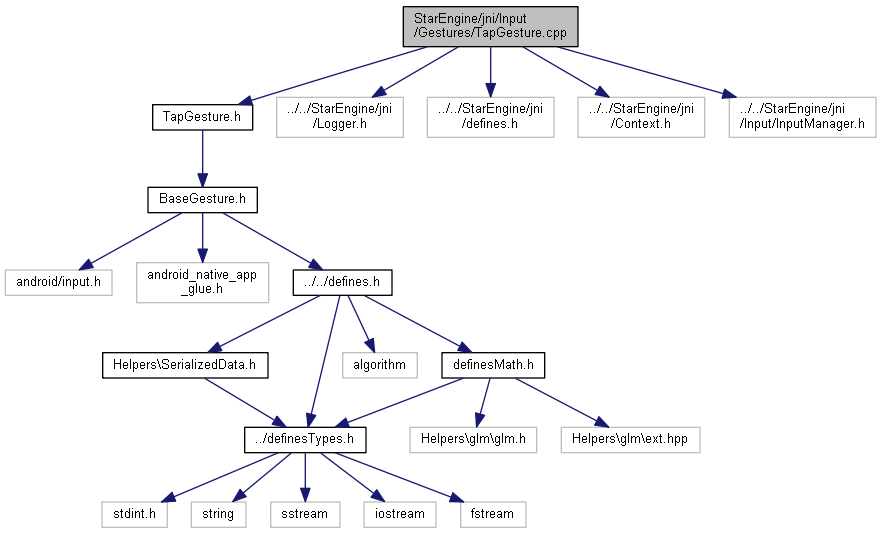 StarEngine/jni/Input
/Gestures/TapGesture.cpp
TapGesture.h
../../StarEngine/jni
/Logger.h
../../StarEngine/jni
/defines.h
../../StarEngine/jni
/Context.h
../../StarEngine/jni
/Input/InputManager.h
BaseGesture.h
android/input.h
android_native_app
_glue.h
../../defines.h
Helpers\SerializedData.h
algorithm
definesMath.h
../definesTypes.h
Helpers\glm\glm.h
Helpers\glm\ext.hpp
stdint.h
string
sstream
iostream
fstream